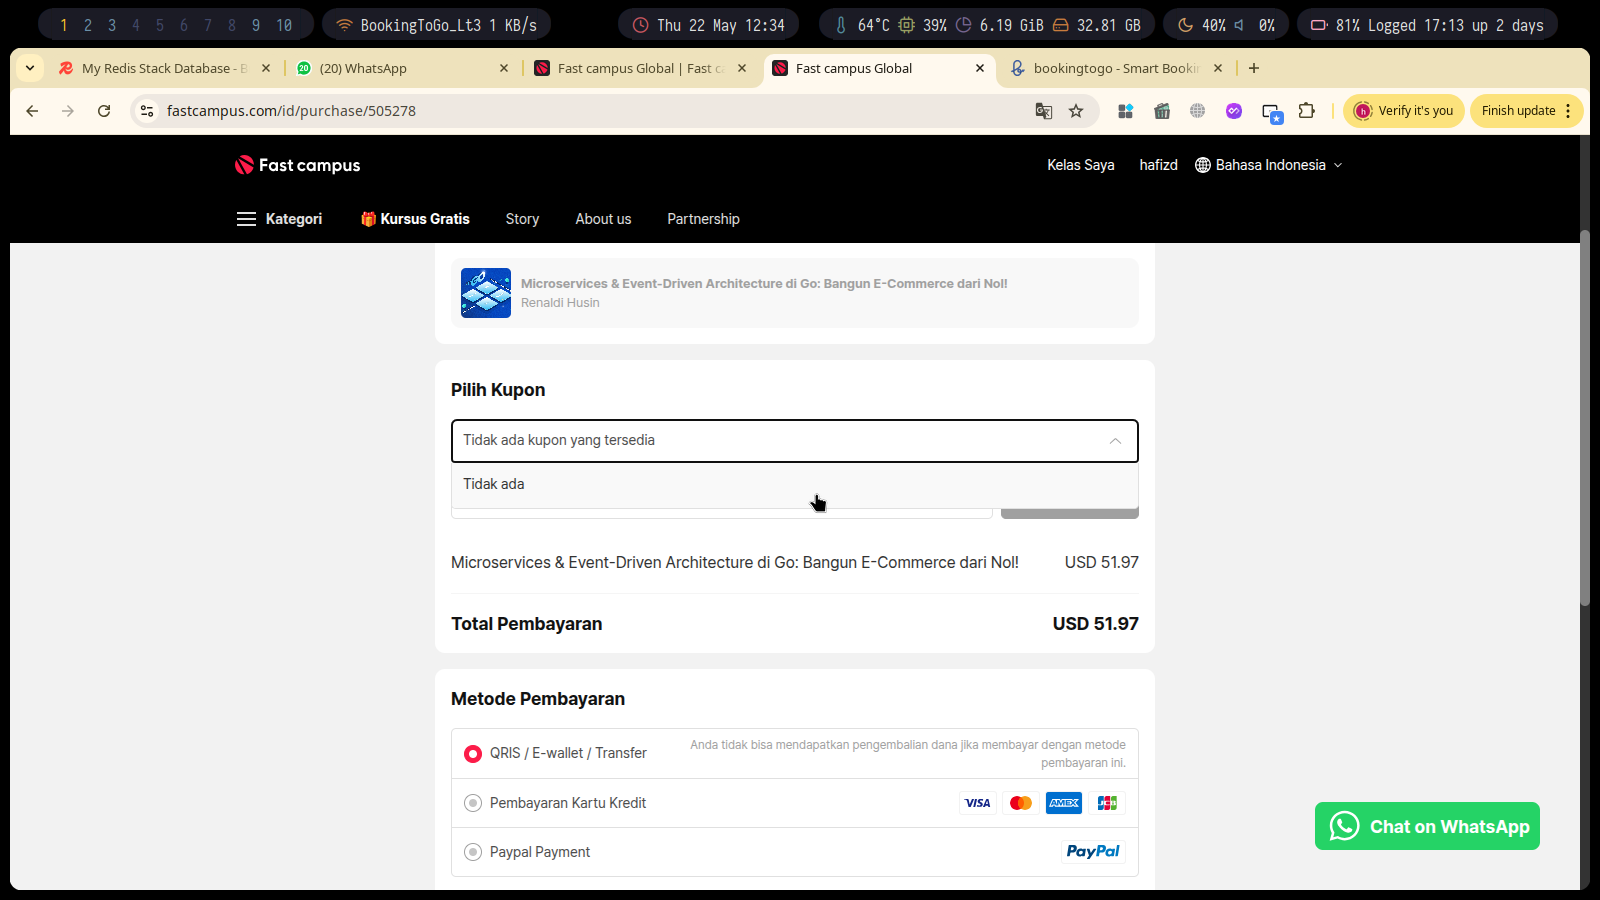 1 2 3 4 5 6 7 8 9 10
BookingToGo_Lt3 1 KB/s
Thu 22 May 12:34
64°C 39% 6.19 GiB 32.81 GB
40% 0%
81% Logged 17:13 up 2 days
My Redis Stack Database - B
20
(20) WhatsApp
Fast campus Global | Fast c
Fast campus Global
bookingtogo - Smart Bookin
fastcampus.com/id/purchase/505278
h
Verify it's you
Finish update
Fast campus
Kelas Saya
hafizd
Bahasa Indonesia
Kategori
Kursus Gratis
Story
About us
Partnership
Microservices & Event-Driven Architecture di Go: Bangun E-Commerce dari Nol!
Renaldi Husin
Pilih Kupon
Tidak ada kupon yang tersedia
Tidak ada
Microservices & Event-Driven Architecture di Go: Bangun E-Commerce dari Nol!
USD 51.97
Total Pembayaran
USD 51.97
Metode Pembayaran
QRIS / E-wallet / Transfer
Anda tidak bisa mendapatkan pengembalian dana jika membayar dengan metode
pembayaran ini.
Pembayaran Kartu Kredit
VISA
AMEX
JCB
Paypal Payment
PayPal
Chat on WhatsApp